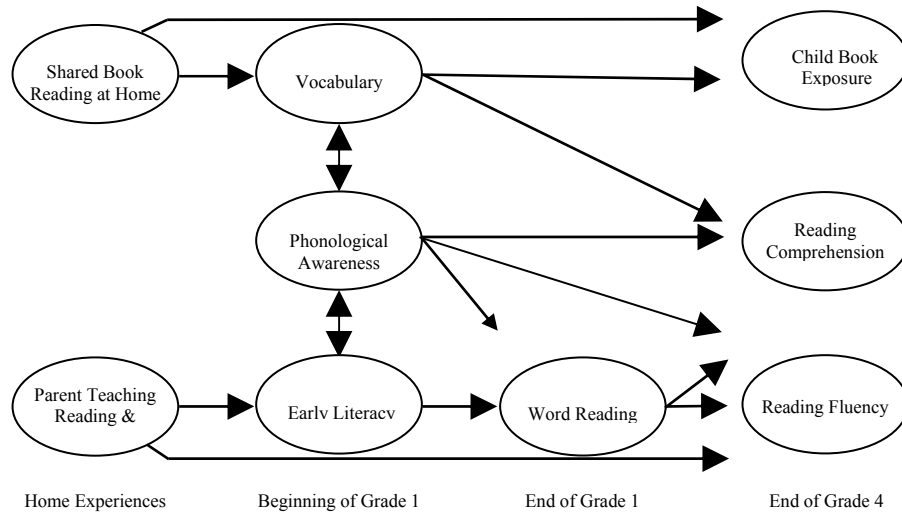 Shared Book
Reading at Home
Vocabulary
Child Book
Exposure
Phonological
Awareness
Reading
Comprehension
Parent Teaching
Reading &
Early Literacy
Word Reading
Reading Fluency
Home Experiences
Beginning of Grade 1
End of Grade 1
End of Grade 4